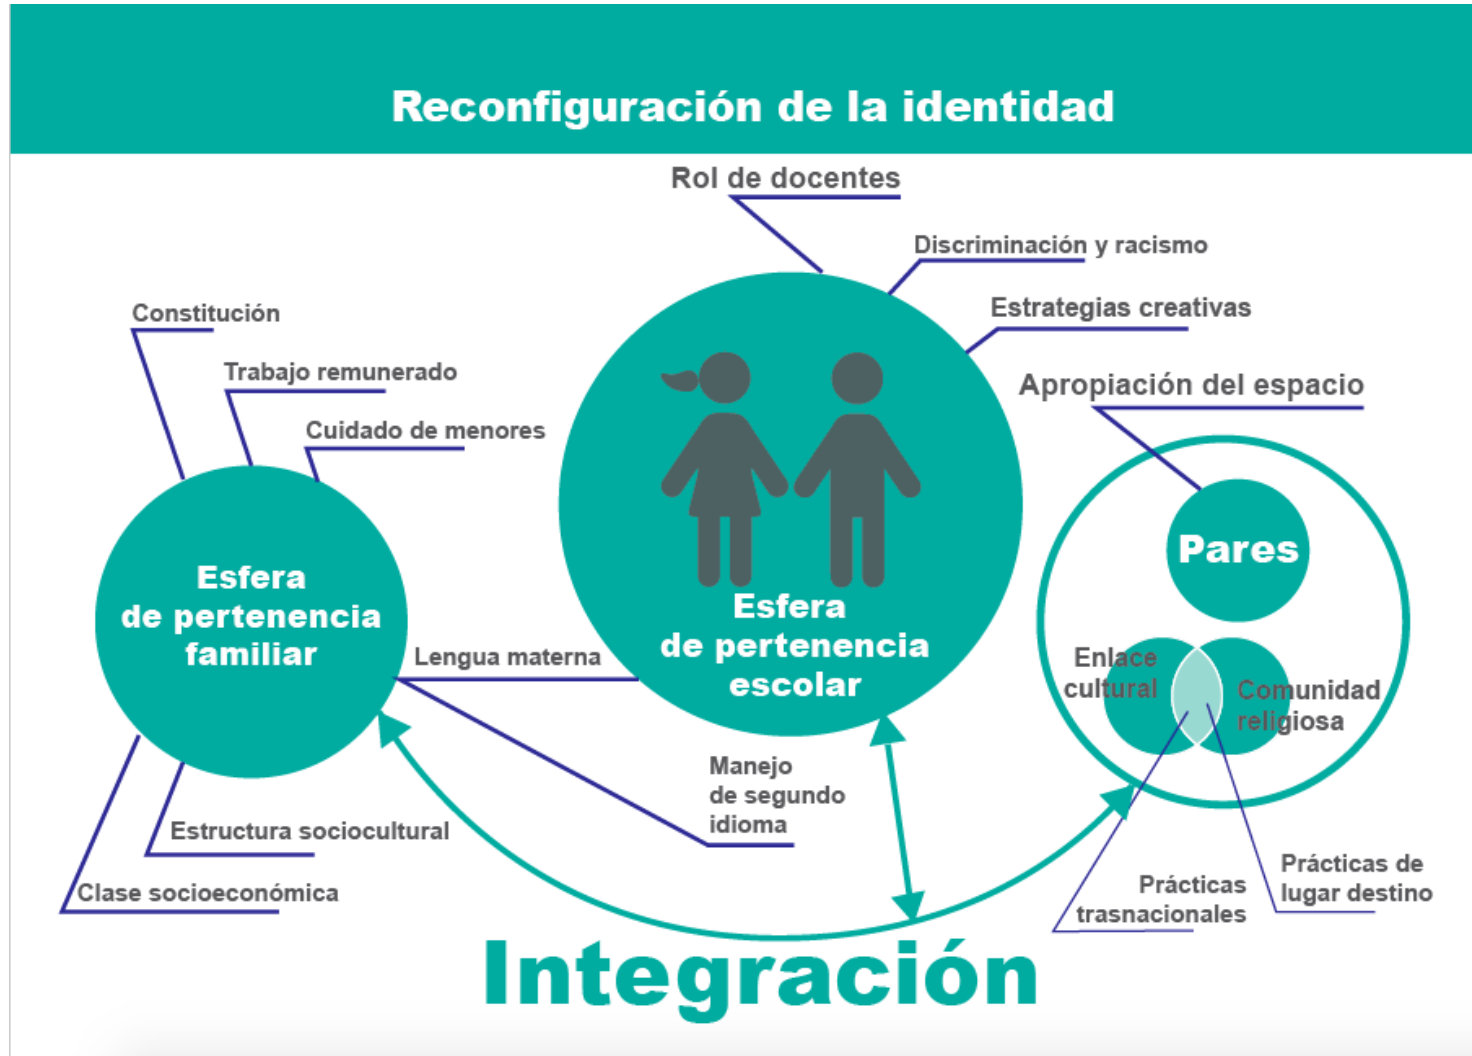 Reconfiguración de la identidad
Rol de docentes
Discriminación y racismo
Estrategias creativas
Apropiación del espacio
Constitución
Trabajo remunerado
Cuidado de menores
Esfera
de pertenencia
familiar
Lengua materna
Esfera
de pertenencia
escolar
Pares
Enlace
cultural
Comunidad
religiosa
Manejo
de segundo
idioma
Estructura sociocultural
Clase socioeconómica
Prácticas
trasnacionales
Prácticas de
lugar destino
Integración